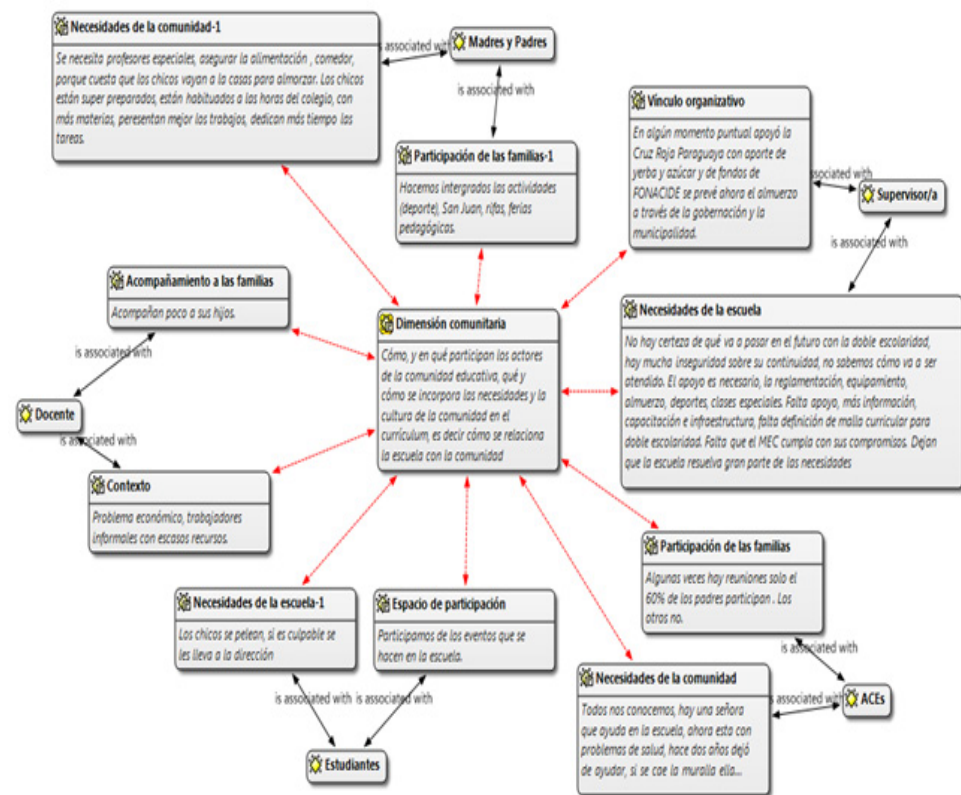 Necesidades de la comunidad-1
Se necesita profesores especiales, asegurar la alimentación , comedor,
porque cuesta que los chicos vayan a la casas para almorzar. Los chicos
están super preparados, están habituados a las horas del colegio, con
más materias, peresentan mejor los trabajos, dedican más tiempo las
tareas.
is associated with
Madres y Padres
is associated with
Participación de las familias-1
Hacemos intergrados las actividades
(deporte), San Juan, rifas, ferias
pedagógicas.
Vínculo organizativo
En algún momento puntual apoyó la
Cruz Roja Paraguaya con aporte de
yerba y azúcar y de fondos de
FONACIDE se prevé ahora el almuerzo
a través de la gobernación y la
municipalidad.
associated with
Supervisor/a
is associated with
Acompañamiento a las familias
Acompañan poco a sus hijos.
is associated with
Docente
is associated with
Contexto
Problema económico, trabajadores
informales con escasos recursos.
Dimensión comunitaria
Cómo, y en qué participan los actores
de la comunidad educativa, qué y
cómo se incorpora las necesidades y la
cultura de la comunidad en el
currículum, es decir cómo se relaciona
la escuela con la comunidad
Necesidades de la escuela
No hay certeza de qué va a pasar en el futuro con la doble escolaridad,
hay mucha inseguridad sobre su continuidad, no sabemos cómo va a ser
atendido. El apoyo es necesario, la reglamentación, equipamiento,
almuerzo, deportes, clases especiales. Falta apoyo, más información,
capacitación e infraestructura, falta definición de malla curricular para
doble escolaridad. Falta que el MEC cumpla con sus compromisos. Dejan
que la escuela resuelva gran parte de las necesidades
Necesidades de la escuela-1
Los chicos se pelean, si es culpable se
les lleva a la dirección
Espacio de participación
Participamos de los eventos que se
hacen en la escuela.
is associated with
is associated with
Estudiantes
Participación de las familias
Algunas veces hay reuniones solo el
60% de los padres participan . Los
otros no.
is associated with
Necesidades de la comunidad
Todos nos conocemos, hay una señora
que ayuda en la escuela, ahora esta con
problemas de salud, hace dos años dejó
de ayudar, si se cae la muralla ella...
is associated with
ACEs